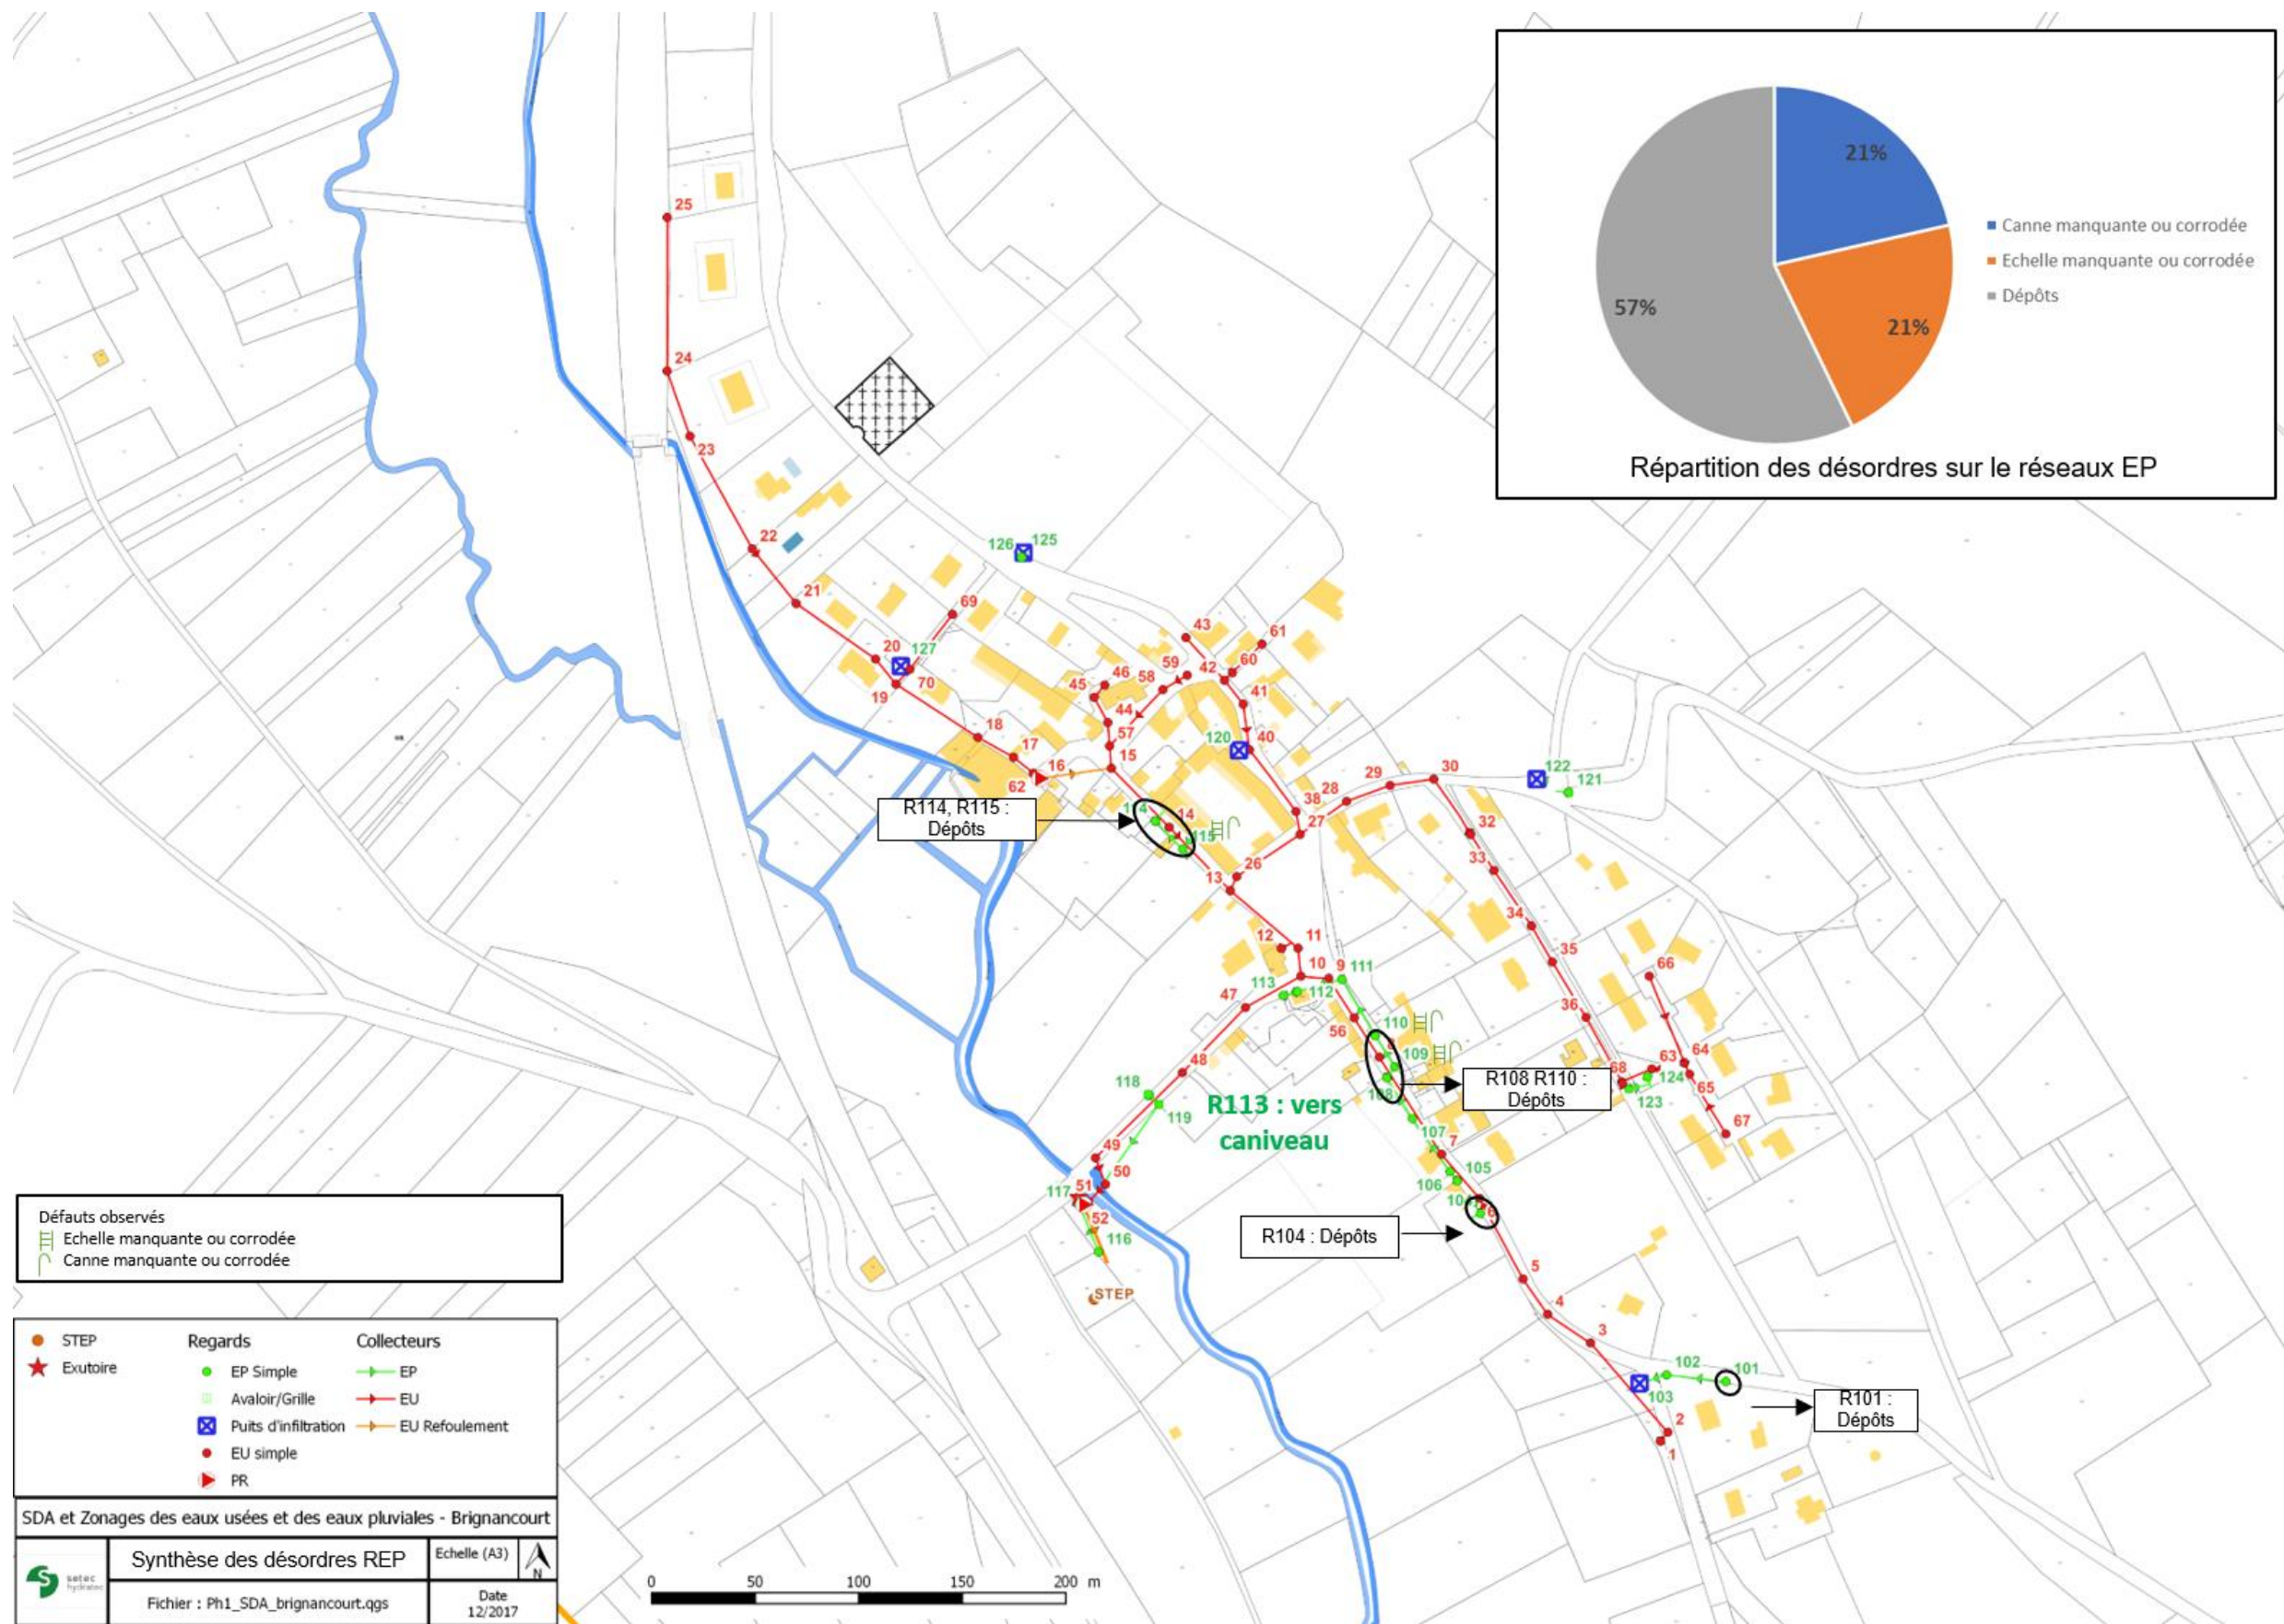 21%
21%
57%
Canne manquante ou corrodée
Echelle manquante ou corrodée
Dépôts
Répartition des désordres sur le réseaux EP
25
24
23
22
21
126
125
69
20
127
70
19
43
61
59
42
60
46
58
45
41
44
57
40
120
18
17
15
16
62
30
29
28
38
27
122
121
R114, R115 :
Dépôts
14
115
32
33
26
13
34
35
12
11
10
9
111
66
113
112
47
36
56
110
109
48
64
63
68
124
65
123
67
R108 R110 :
Dépôts
118
119
R113 : vers
caniveau
108
107
7
49
50
105
106
117
51
52
104
6
116
R104 : Dépôts
STEP
5
4
3
102
101
103
R101 :
Dépôts
2
1
Défauts observés
Echelle manquante ou corrodée
Canne manquante ou corrodée
STEP
Exutoire
Regards
EP Simple
Avaloir/Grille
Puits d'infiltration
EU simple
PR
Collecteurs
EP
EU
EU Refoulement
SDA et Zonages des eaux usées et des eaux pluviales - Brignancourt
setec
hydratec
Synthèse des désordres REP
Echelle (A3)
N
Fichier : Ph1_SDA_brignancourt.qgs
Date
12/2017
0 50 100 150 200 m